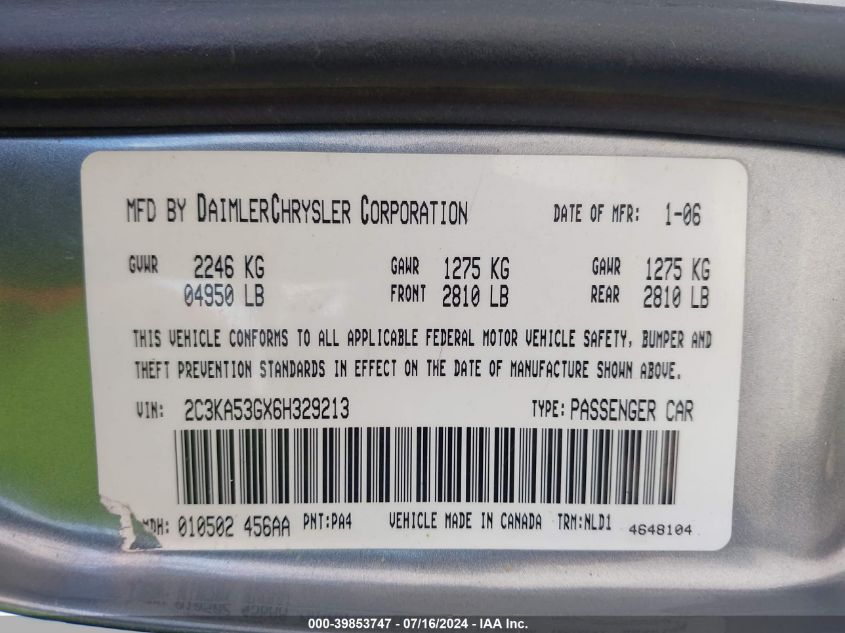 MFD BY DAIMLERCHRYSLER CORPORATION DATE OF MFR: 1-06
GVWR 2246 KG GAWR 1275 KG GAWR 1275 KG
04950 LB FRONT 2810 LB REAR 2810 LB
THIS VEHICLE CONFORMS TO ALL APPLICABLE FEDERAL MOTOR VEHICLE SAFETY, BUMPER AND
THEFT PREVENTION STANDARDS IN EFFECT ON THE DATE OF MANUFACTURE SHOWN ABOVE.
VIN: 2C3KA53GX6H329213 TYPE: PASSENGER CAR
MDH: 010502 456AA PNT:PA4 VEHICLE MADE IN CANADA TRM:NLD1 4648104
000-39853747 - 07/16/2024 - IAA Inc.